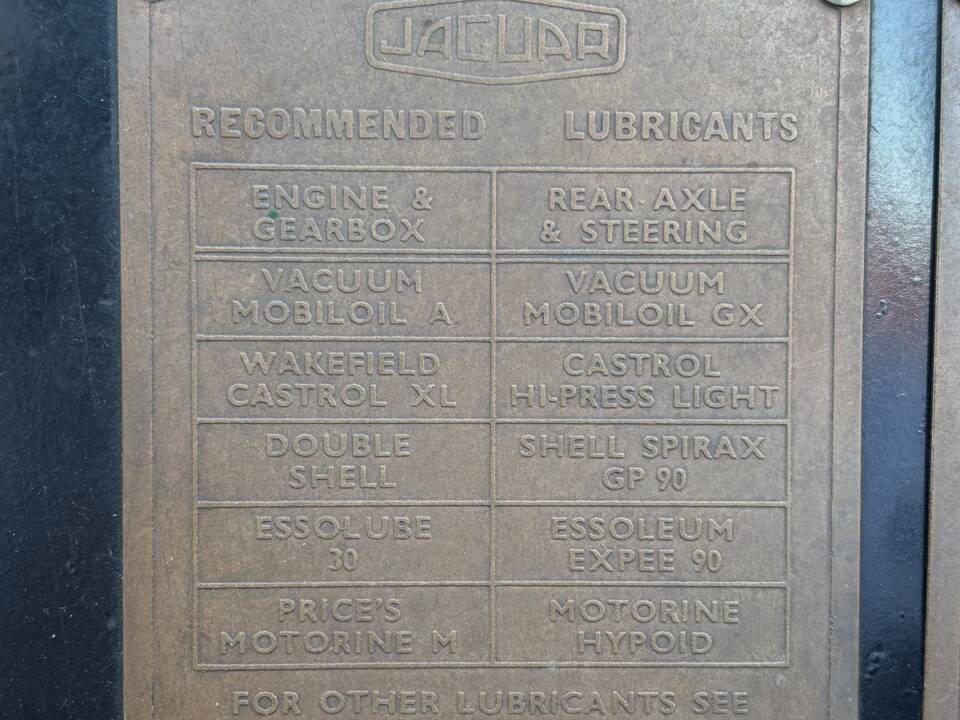 JAGUAR
RECOMMENDED LUBRICANTS
ENGINE &
GEARBOX
REAR AXLE
& STEERING
VACUUM
MOBILOIL A
VACUUM
MOBILOIL GX
WAKEFIELD
CASTROL XL
CASTROL
HI-PRESS LIGHT
DOUBLE
SHELL
SHELL SPIRAX
GP 90
ESSOLUBE
30
ESSOLEUM
EXPEE 90
PRICE'S
MOTORINE M
MOTORINE
HYPOID
FOR OTHER LUBRICANTS SEE